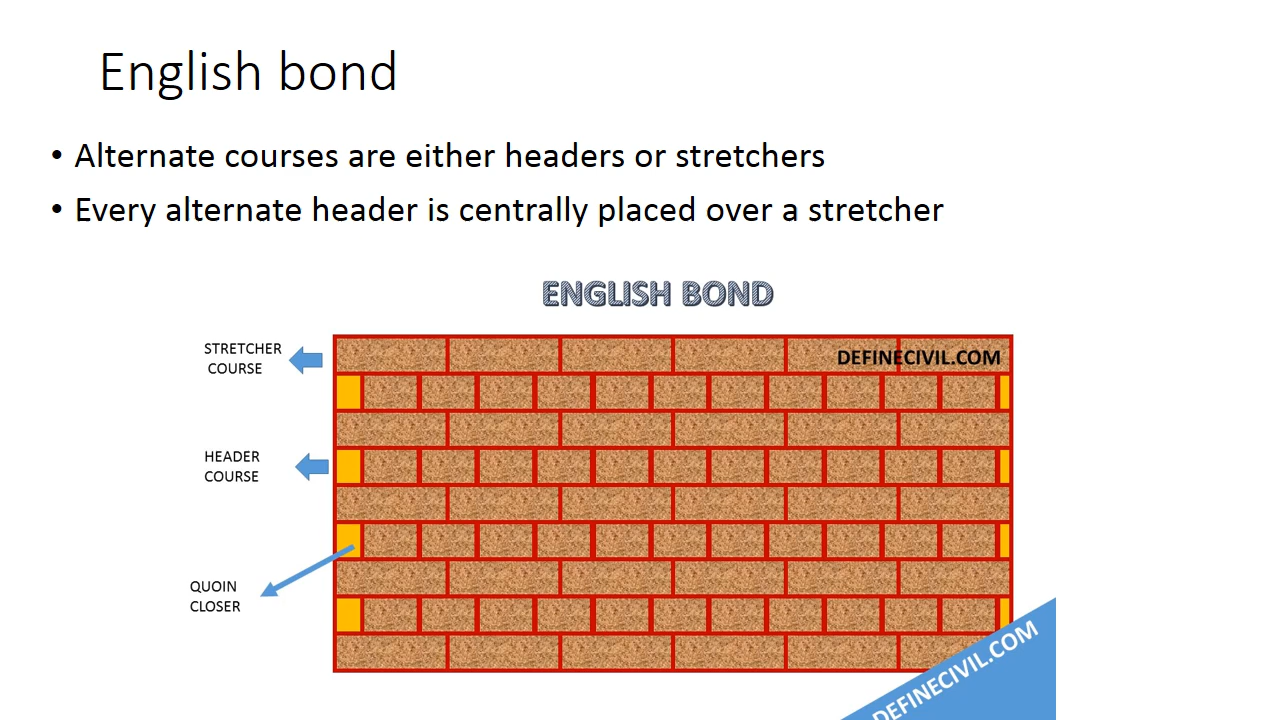 English bond
• Alternate courses are either headers or stretchers
• Every alternate header is centrally placed over a stretcher
ENGLISH BOND
STRETCHER
COURSE
DEFINECIVIL.COM
HEADER
COURSE
QUOIN
CLOSER
DEFINECIVIL.COM